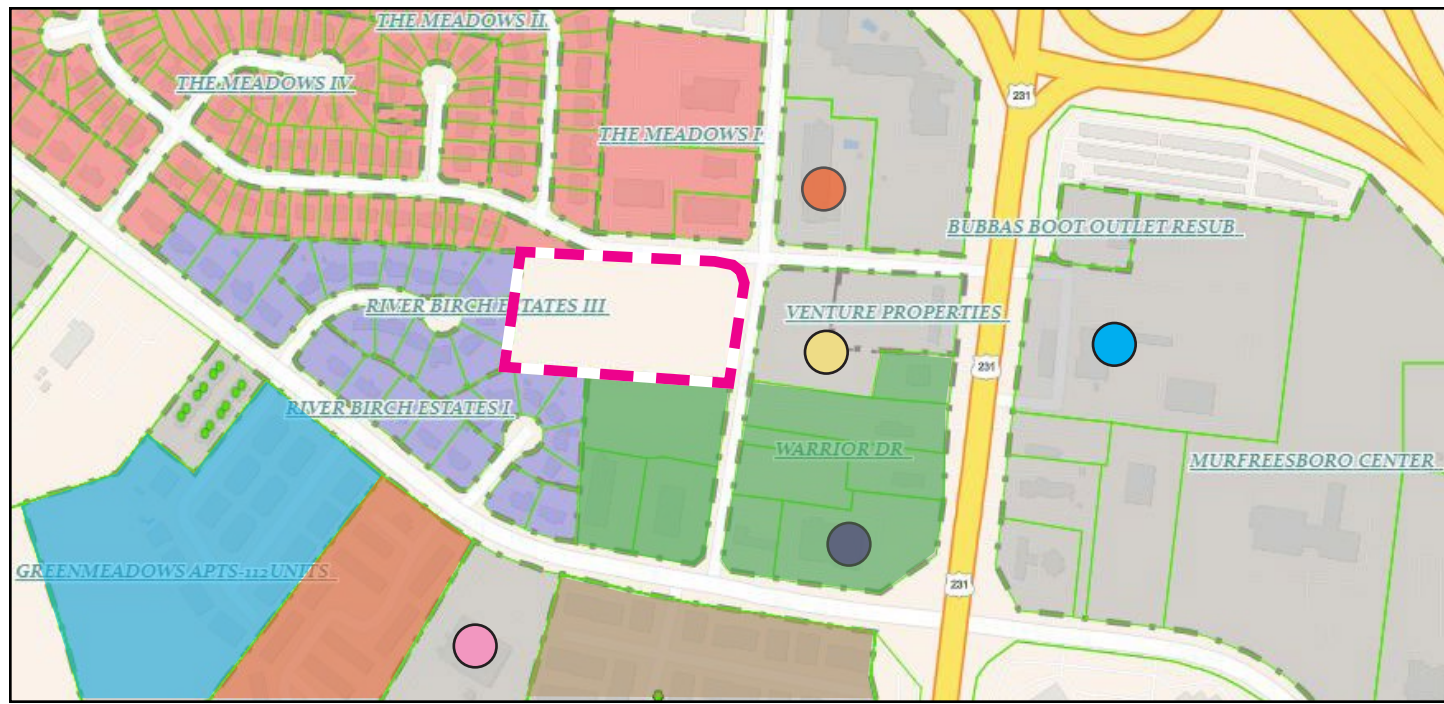 THE MEADOWS II
THE MEADOWS IV
231
THE MEADOWS I
BUBBAS BOOT OUTLET RESUB
RIVER BIRCH ESTATES III
VENTURE PROPERTIES
231
RIVER BIRCH ESTATES I
WARRIOR DR
MURFREESBORO CENTER
GREENMEADOWS APTS-112UNITS
231